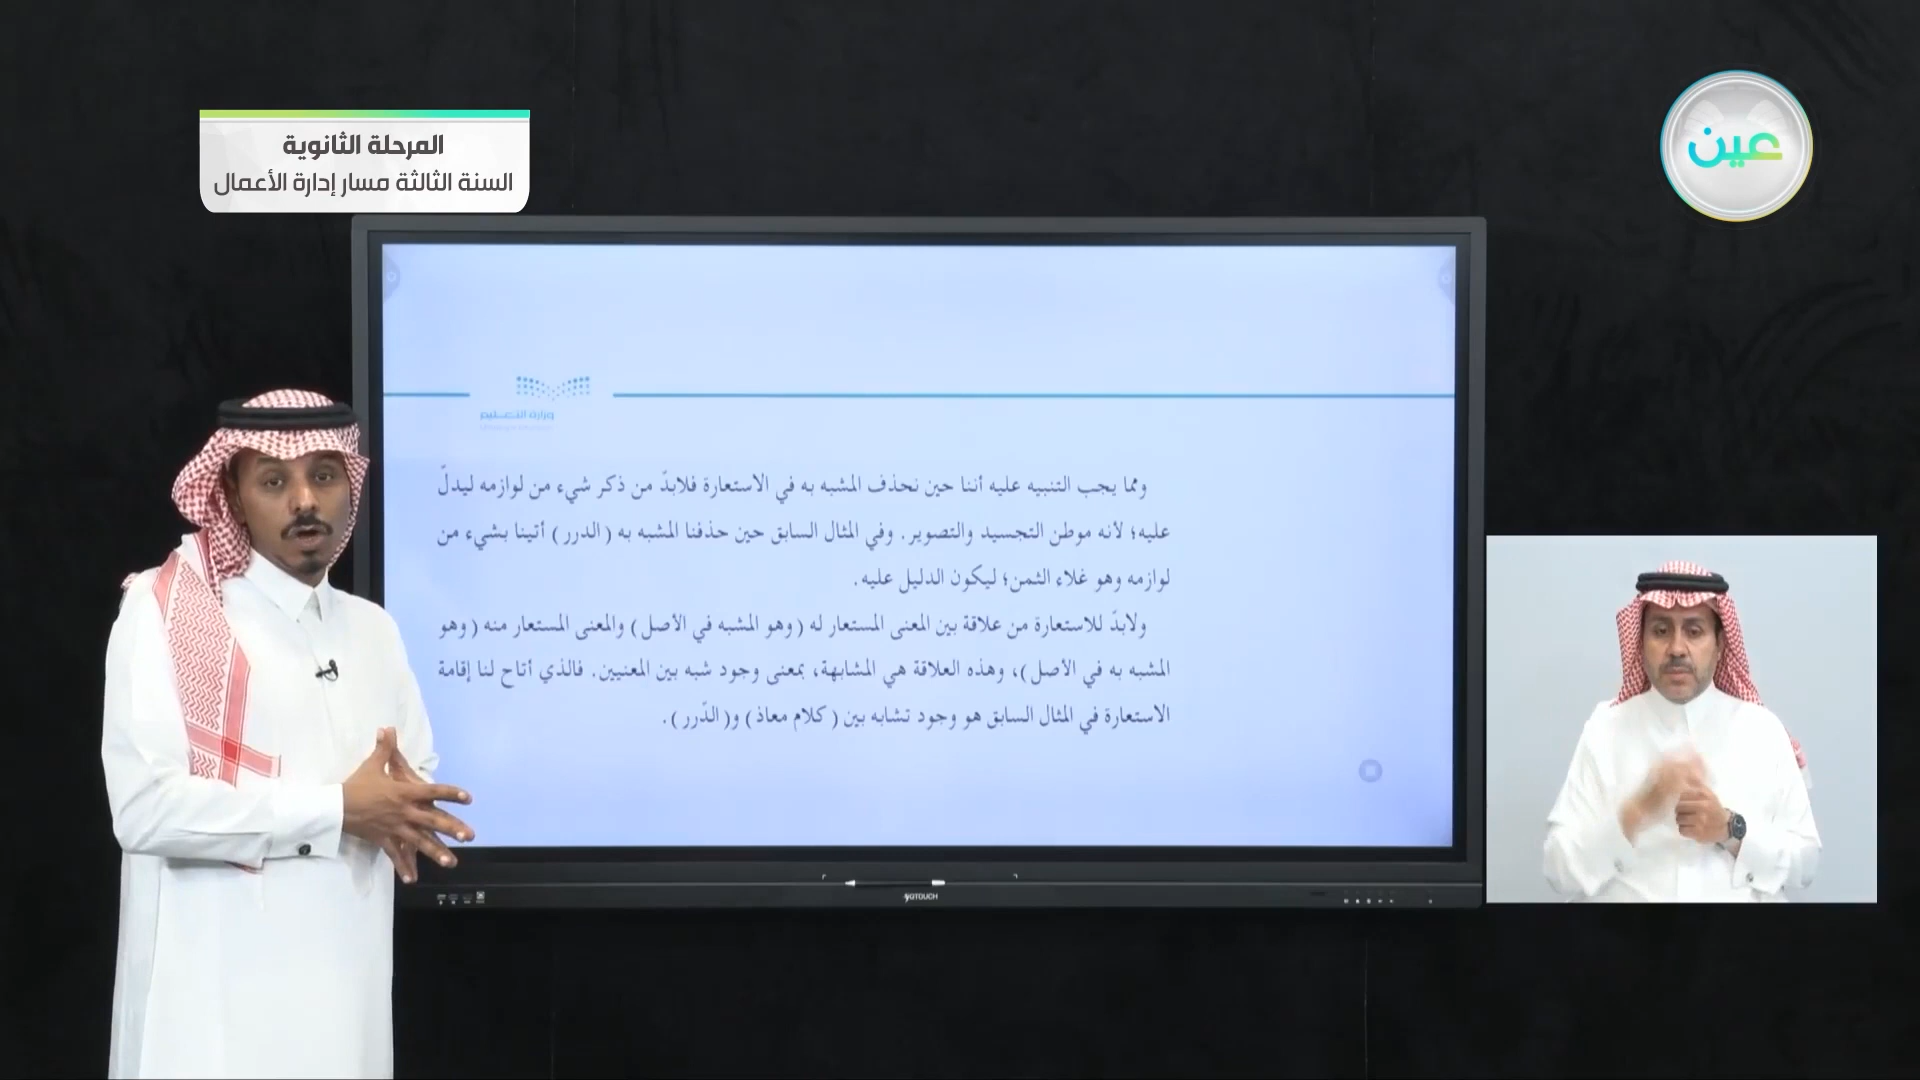 المرحلة الثانوية
السنة الثالثة مسار إدارة الأعمال
عين
وزارة التعليم
ومما يجب التنبيه عليه أننا حين نحذف المشبه به في الاستعارة فلابدّ من ذكر شيء من لوازمه ليدلّ
عليه؛ لأنه موطن التجسيد والتصوير. وفي المثال السابق حين حذفنا المشبه به (الدرر) أتينا بشيء من
لوازمه وهو غلاء الثمن؛ ليكون الدليل عليه.
ولابدّ للاستعارة من علاقة بين المعنى المستعار له (وهو المشبه في الأصل) والمعنى المستعار منه (وهو
المشبه به في الأصل)، وهذه العلاقة هي المشابهة، بمعنى وجود شبه بين المعنيين. فالذي أتاح لنا إقامة
الاستعارة في المثال السابق هو وجود تشابه بين (كلام معاذ) و(الدّرر).